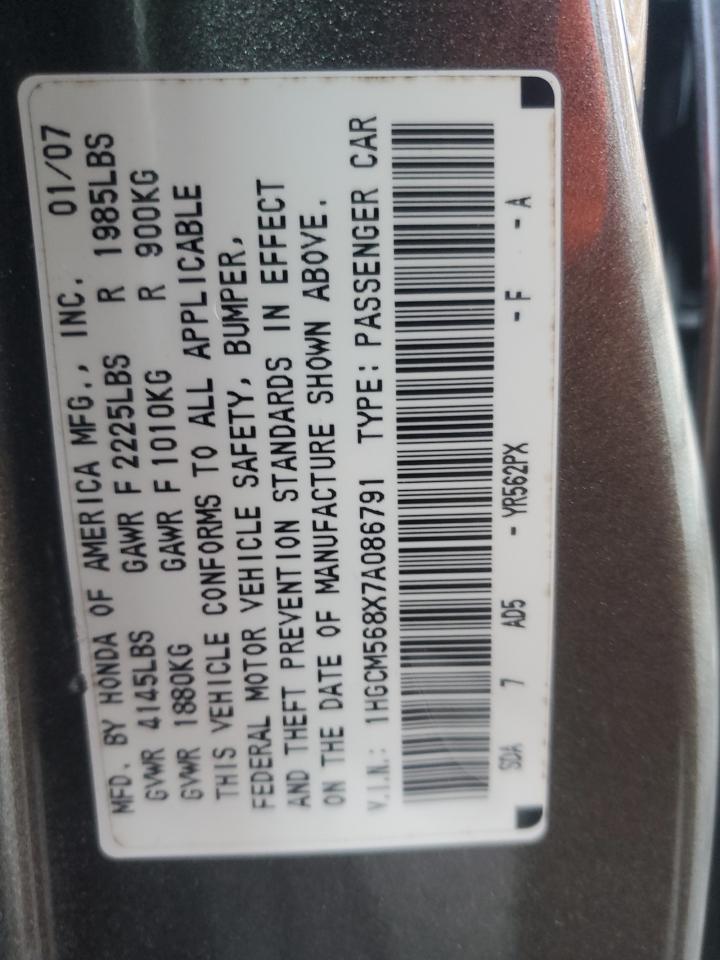 MFD. BY HONDA OF AMERICA MFG., INC. 01/07
GVWR 4145LBS GAWR F 2225LBS R 1985LBS
GVWR 1880KG GAWR F 1010KG R 900KG
THIS VEHICLE CONFORMS TO ALL APPLICABLE
FEDERAL MOTOR VEHICLE SAFETY, BUMPER,
AND THEFT PREVENTION STANDARDS IN EFFECT
ON THE DATE OF MANUFACTURE SHOWN ABOVE.
V.I.N.: 1HGCM568X7A086791 TYPE: PASSENGER CAR
SDA 7 AD5 - YR562PX - F - A